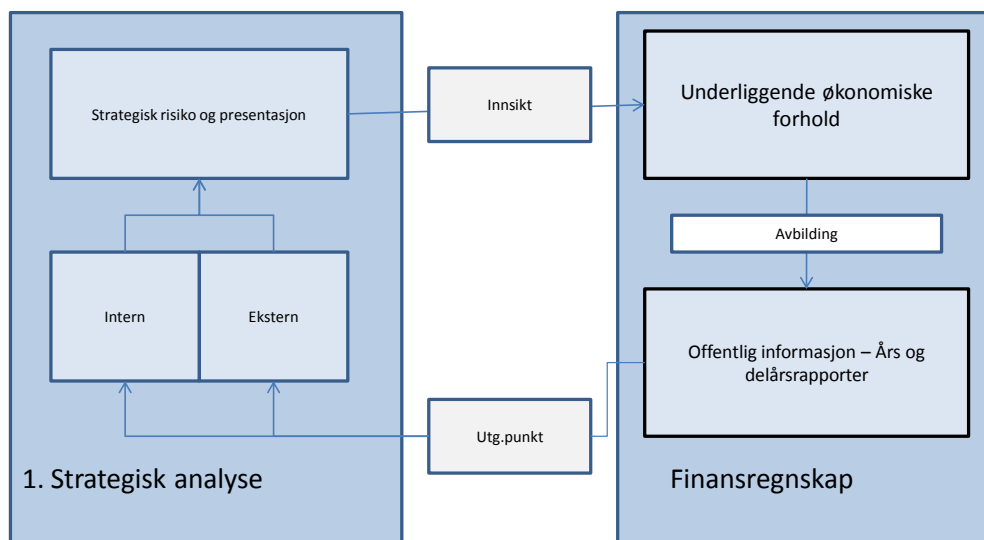 Strategisk risiko og presentasjon
Innsikt
Underliggende økonomiske
forhold
Avbilding
Intern
Ekstern
Offentlig informasjon – Års og
delårsrapporter
Utg.punkt
1. Strategisk analyse
Finansregnskap